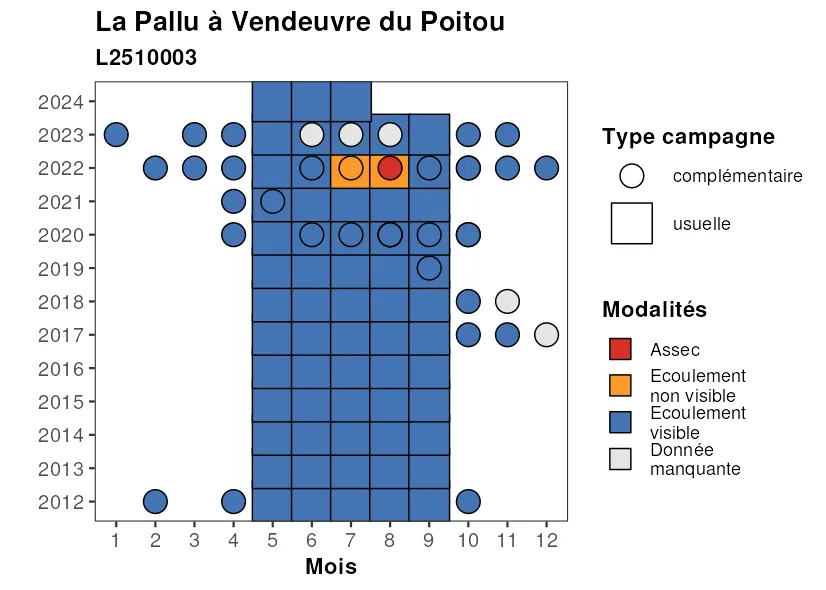 La Pallu à Vendeuvre du Poitou
L2510003
2024
2023
2022
2021
2020
2019
2018
2017
2016
2015
2014
2013
2012
1 2 3 4 5 6 7 8 9 10 11 12
Mois
Type campagne
complémentaire
usuelle
Modalités
Assec
Ecoulement
non visible
Ecoulement
visible
Donnée
manquante